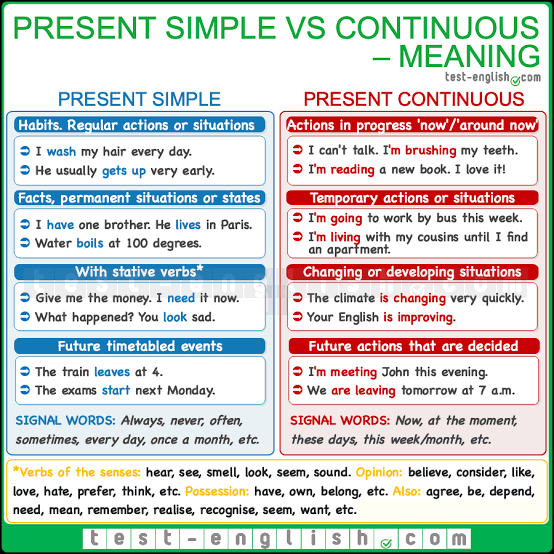 PRESENT SIMPLE VS CONTINUOUS
– MEANING
test-english.com
PRESENT SIMPLE
Habits. Regular actions or situations
I wash my hair every day.
He usually gets up very early.
Facts, permanent situations or states
I have one brother. He lives in Paris.
Water boils at 100 degrees.
With stative verbs*
Give me the money. I need it now.
What happened? You look sad.
Future timetabled events
The train leaves at 4.
The exams start next Monday.
SIGNAL WORDS: Always, never, often,
sometimes, every day, once a month, etc.
PRESENT CONTINUOUS
Actions in progress 'now'/'around now'
I can't talk. I'm brushing my teeth.
I'm reading a new book. I love it!
Temporary actions or situations
I'm going to work by bus this week.
I'm living with my cousins until I find
an apartment.
Changing or developing situations
The climate is changing very quickly.
Your English is improving.
Future actions that are decided
I'm meeting John this evening.
We are leaving tomorrow at 7 a.m.
SIGNAL WORDS: Now, at the moment,
these days, this week/month, etc.
test-english.com
*Verbs of the senses: hear, see, smell, look, seem, sound. Opinion: believe, consider, like,
love, hate, prefer, think, etc. Possession: have, own, belong, etc. Also: agree, be, depend,
need, mean, remember, realise, recognise, seem, want, etc.
test-english.com